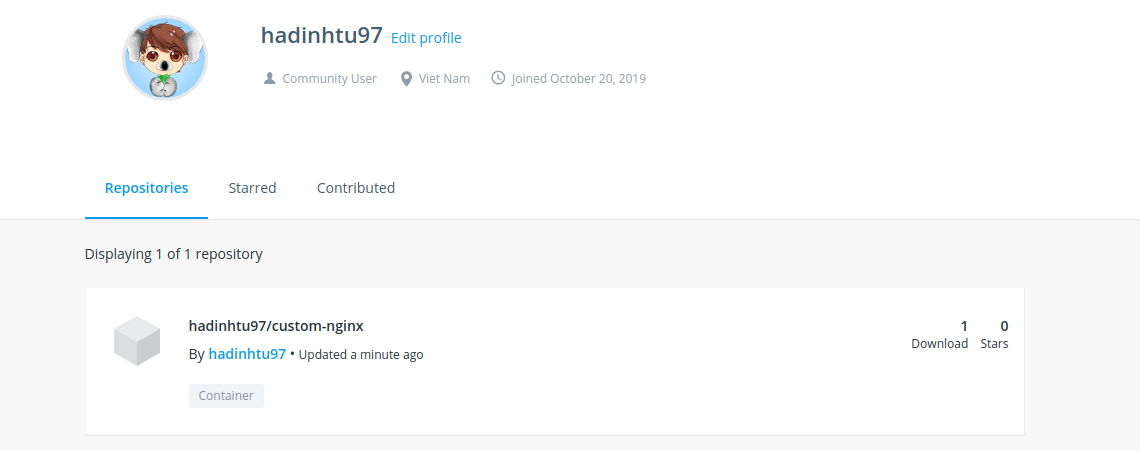 hadinhtu97 Edit profile
Community User Viet Nam Joined October 20, 2019
Repositories Starred Contributed
Displaying 1 of 1 repository
hadinhtu97/custom-nginx 1 0
By hadinhtu97 • Updated a minute ago Download Stars
Container